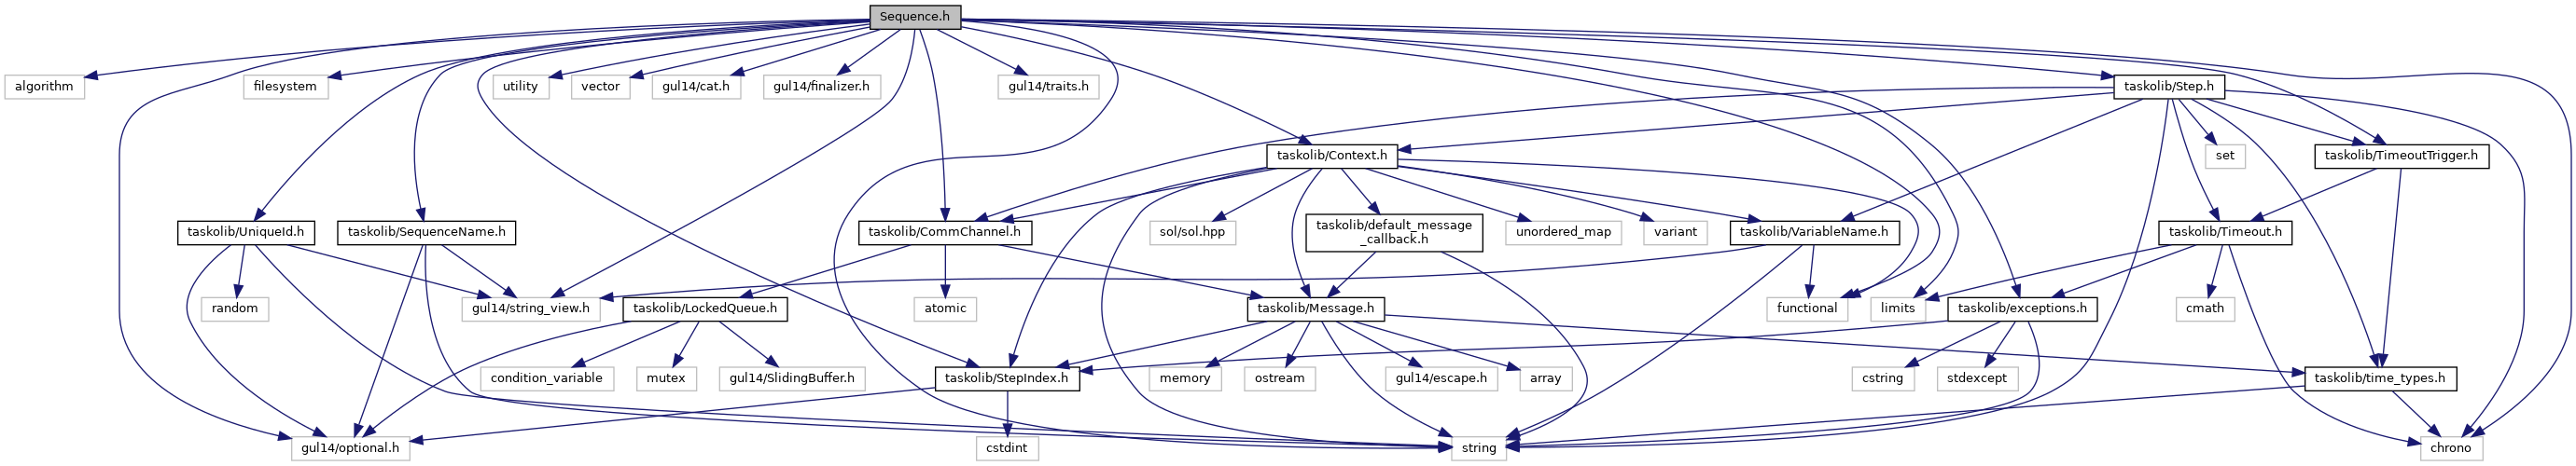 Sequence.h
algorithm
filesystem
utility
vector
gul14/cat.h
gul14/finalizer.h
gul14/traits.h
taskolib/Step.h
taskolib/Context.h
set
taskolib/TimeoutTrigger.h
taskolib/UniqueId.h
taskolib/SequenceName.h
taskolib/CommChannel.h
sol/sol.hpp
taskolib/default_message
_callback.h
unordered_map
variant
taskolib/VariableName.h
taskolib/Timeout.h
random
gul14/string_view.h
taskolib/LockedQueue.h
atomic
taskolib/Message.h
functional
limits
taskolib/exceptions.h
cmath
condition_variable
mutex
gul14/SlidingBuffer.h
taskolib/StepIndex.h
memory
ostream
gul14/escape.h
array
cstring
stdexcept
taskolib/time_types.h
gul14/optional.h
cstdint
string
chrono